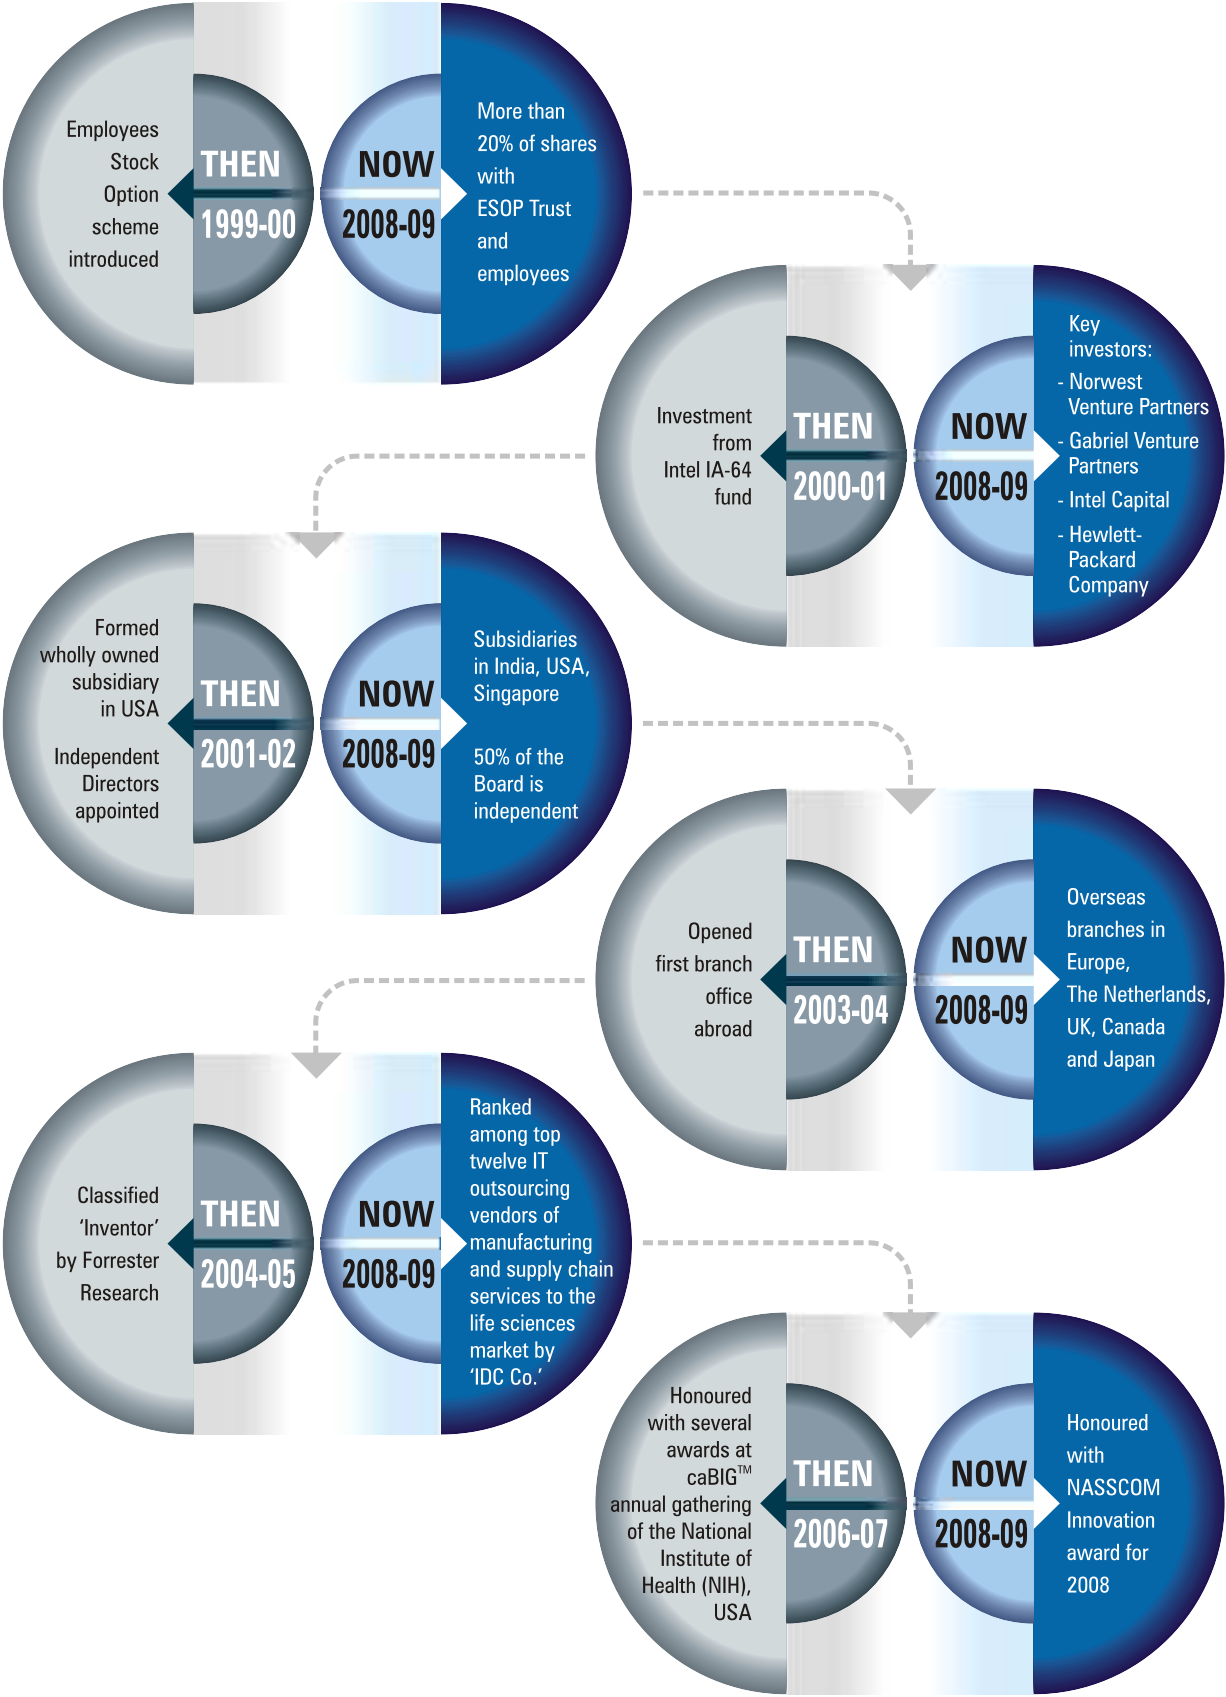 Employees
Stock
Option
scheme
introduced
THEN
1999-00
NOW
2008-09
More than
20% of shares
with
ESOP Trust
and
employees
Investment
from
Intel IA-64
fund
THEN
2000-01
NOW
2008-09
Key
investors:
- Norwest
Venture Partners
- Gabriel Venture
Partners
- Intel Capital
- Hewlett-
Packard
Company
Formed
wholly owned
subsidiary
in USA
Independent
Directors
appointed
THEN
2001-02
NOW
2008-09
Subsidiaries
in India, USA,
Singapore
50% of the
Board is
independent
Opened
first branch
office
abroad
THEN
2003-04
NOW
2008-09
Overseas
branches in
Europe,
The Netherlands,
UK, Canada
and Japan
Classified
‘Inventor’
by Forrester
Research
THEN
2004-05
NOW
2008-09
Ranked
among top
twelve IT
outsourcing
vendors of
manufacturing
and supply chain
services to the
life sciences
market by
‘IDC Co.’
Honoured
with several
awards at
caBIG™
annual gathering
of the National
Institute of
Health (NIH),
USA
THEN
2006-07
NOW
2008-09
Honoured
with
NASSCOM
Innovation
award for
2008